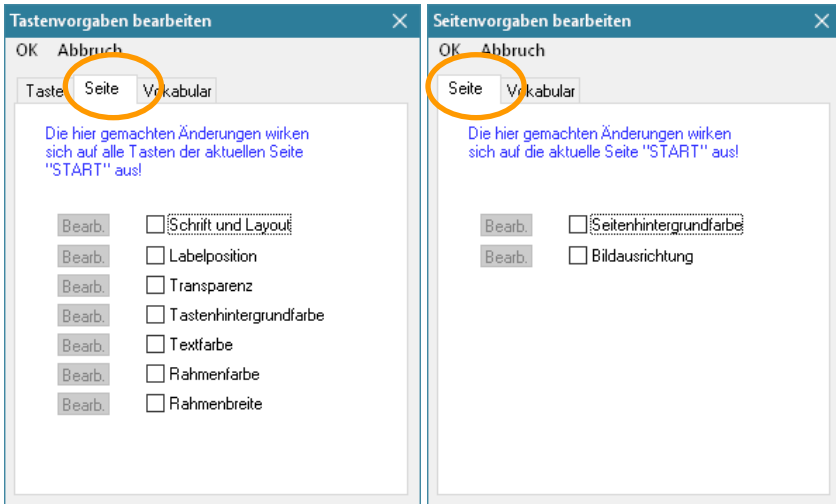 Tastenvorgaben bearbeiten
OK Abbruch
Taste Seite Vokabular
Die hier gemachten Änderungen wirken
sich auf alle Tasten der aktuellen Seite
"START" aus!
Bearb. Schrift und Layout
Bearb. Labelposition
Bearb. Transparenz
Bearb. Tastenhintergrundfarbe
Bearb. Textfarbe
Bearb. Rahmenfarbe
Bearb. Rahmenbreite
Seitenvorgaben bearbeiten
OK Abbruch
Seite Vokabular
Die hier gemachten Änderungen wirken
sich auf die aktuelle Seite "START" aus!
Bearb. Seitenhintergrundfarbe
Bearb. Bildausrichtung